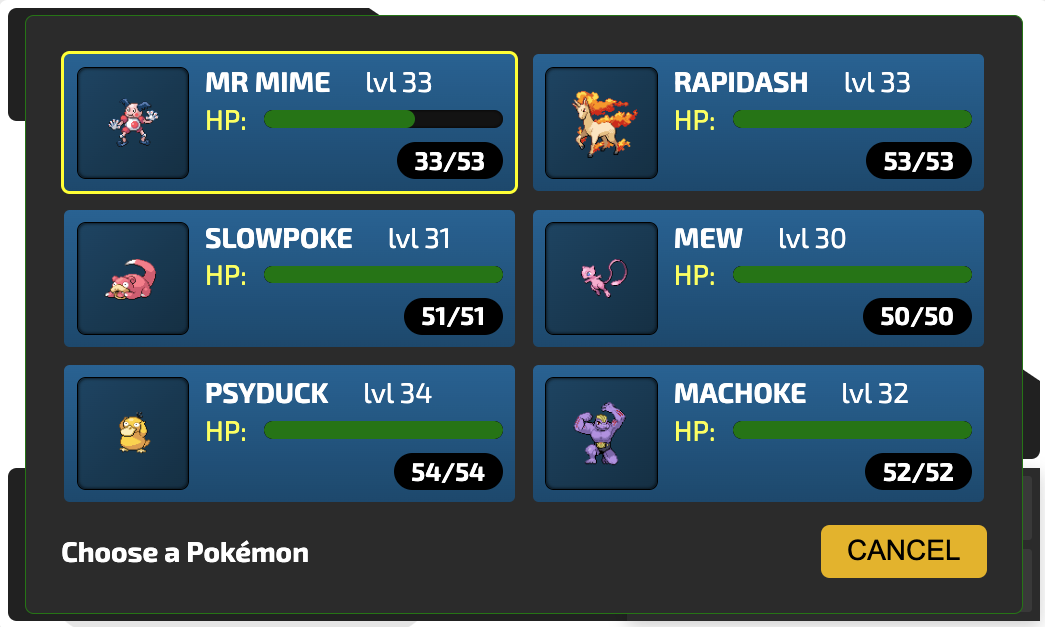 MR MIME lvl 33
HP:
33/53
RAPIDASH lvl 33
HP:
53/53
SLOWPOKE lvl 31
HP:
51/51
MEW lvl 30
HP:
50/50
PSYDUCK lvl 34
HP:
54/54
MACHOKE lvl 32
HP:
52/52
Choose a Pokémon
CANCEL